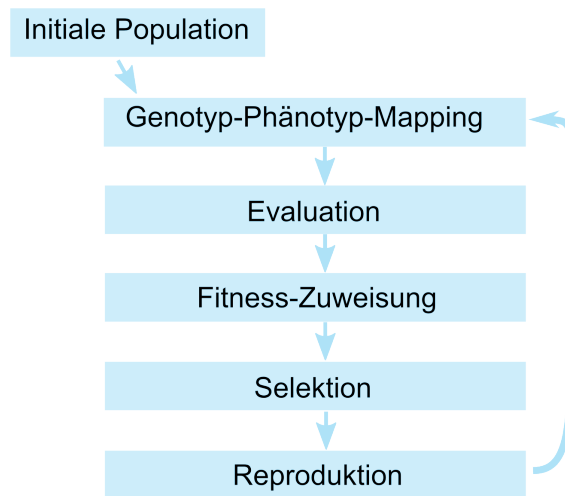 Initiale Population
Genotyp-Phänotyp-Mapping
Evaluation
Fitness-Zuweisung
Selektion
Reproduktion